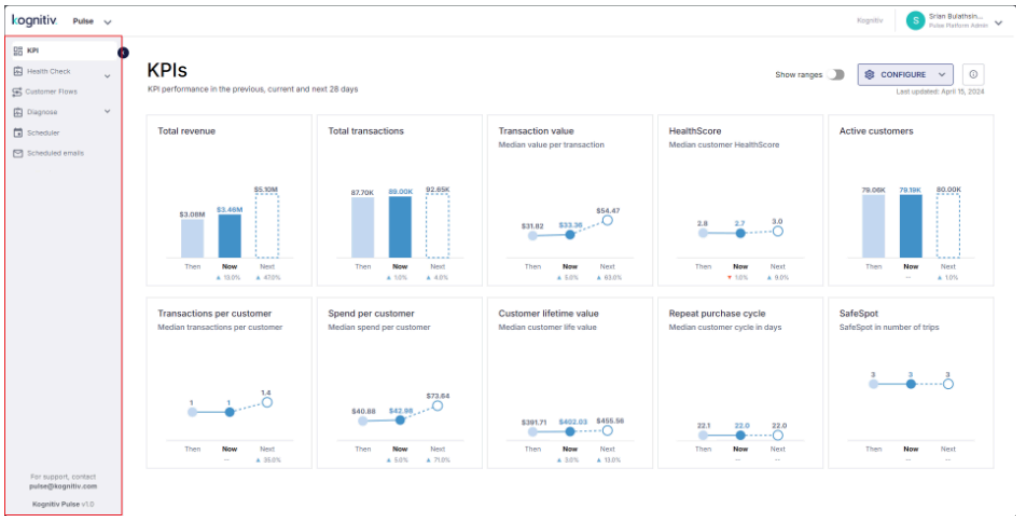 kognitiv. Pulse
Kognitiv
S
Srian Bulathsin...
Pulse Platform Admin
KPI
Health Check
Customer Flows
Diagnose
Scheduler
Scheduled emails
For support, contact
pulse@kognitiv.com
Kognitiv Pulse v1.0
KPIs
KPI performance in the previous, current and next 28 days
Show ranges
CONFIGURE
Last updated: April 15, 2024
Total revenue
$3.08M $3.46M $5.10M
Then Now Next
▲ 13.0% ▲ 47.0%
Total transactions
87.70K 89.00K 92.65K
Then Now Next
▲ 1.0% ▲ 4.0%
Transaction value
Median value per transaction
$31.82 $33.36 $54.47
Then Now Next
▲ 5.0% ▲ 63.0%
HealthScore
Median customer HealthScore
2.8 2.7 3.0
Then Now Next
▼ 1.0% ▲ 9.0%
Active customers
79.08K 79.19K 80.00K
Then Now Next
-- ▲ 1.0%
Transactions per customer
Median transactions per customer
1 1 1.4
Then Now Next
-- ▲ 35.0%
Spend per customer
Median spend per customer
$40.88 $42.88 $73.64
Then Now Next
▲ 5.0% ▲ 71.0%
Customer lifetime value
Median customer life value
$391.71 $402.03 $455.56
Then Now Next
▲ 3.0% ▲ 13.0%
Repeat purchase cycle
Median customer cycle in days
22.1 22.0 22.0
Then Now Next
-- --
SafeSpot
SafeSpot in number of trips
3 3 3
Then Now Next
-- --